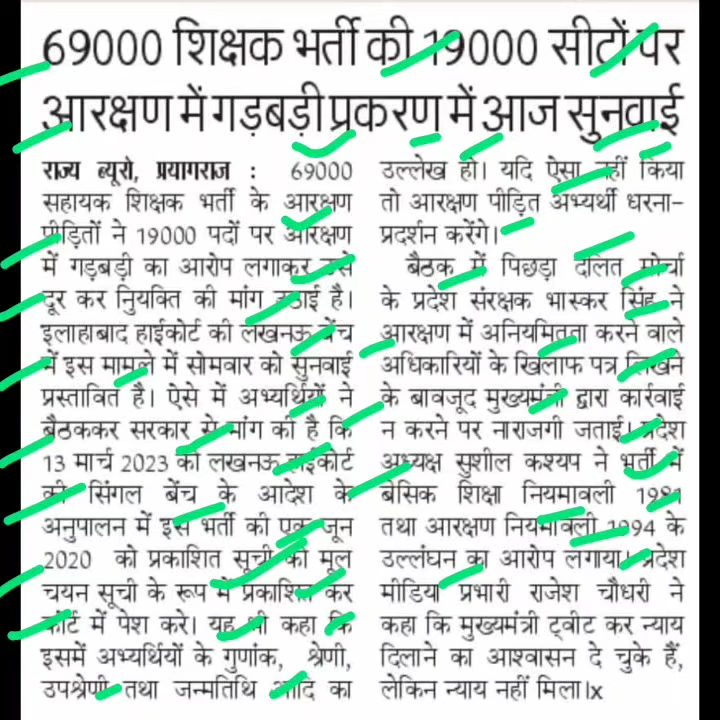 69000 शिक्षक भर्ती की 19000 सीटों पर
आरक्षण में गड़बड़ी प्रकरण में आज सुनवाई
राज्य ब्यूरो, प्रयागराज : 69000
सहायक शिक्षक भर्ती के आरक्षण
पीड़ितों ने 19000 पदों पर आरक्षण
में गड़बड़ी का आरोप लगाकर उसे
दूर कर नियुक्ति की मांग उठाई है।
इलाहाबाद हाईकोर्ट की लखनऊ बेंच
में इस मामले में सोमवार को सुनवाई
प्रस्तावित है। ऐसे में अभ्यर्थियों ने
बैठककर सरकार से मांग की है कि
13 मार्च 2023 को लखनऊ हाईकोर्ट
की सिंगल बेंच के आदेश के
अनुपालन में इस भर्ती की एक जून
2020 को प्रकाशित सूची को मूल
चयन सूची के रूप में प्रकाशित कर
कोर्ट में पेश करे। यह भी कहा कि
इसमें अभ्यर्थियों के गुणांक, श्रेणी,
उपश्रेणी तथा जन्मतिथि आदि का
उल्लेख हो। यदि ऐसा नहीं किया
तो आरक्षण पीड़ित अभ्यर्थी धरना-
प्रदर्शन करेंगे।
बैठक में पिछड़ा दलित मोर्चा
के प्रदेश संरक्षक भास्कर सिंह ने
आरक्षण में अनियमितता करने वाले
अधिकारियों के खिलाफ पत्र लिखने
के बावजूद मुख्यमंत्री द्वारा कार्रवाई
न करने पर नाराजगी जताई। प्रदेश
अध्यक्ष सुशील कश्यप ने भर्ती में
बेसिक शिक्षा नियमावली 1981
तथा आरक्षण नियमावली 1994 के
उल्लंघन का आरोप लगाया। प्रदेश
मीडिया प्रभारी राजेश चौधरी ने
कहा कि मुख्यमंत्री ट्वीट कर न्याय
दिलाने का आश्वासन दे चुके हैं,
लेकिन न्याय नहीं मिला।x